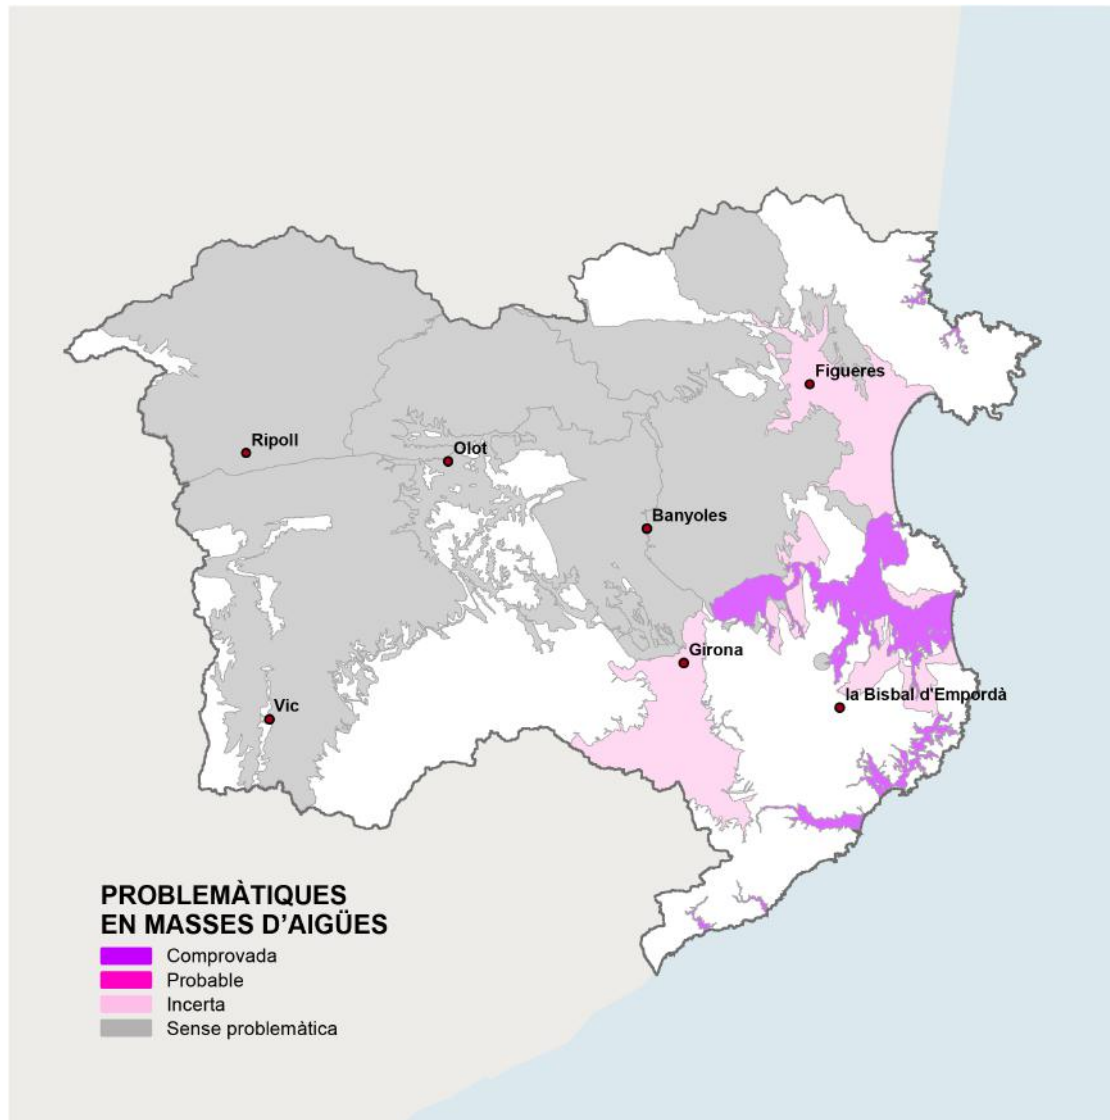 Figueres
Ripoll
Olot
Banyoles
Girona
la Bisbal d'Empordà
Vic
PROBLEMÀTIQUES
EN MASSES D’AIGÜES
Comprovada
Probable
Incerta
Sense problemàtica